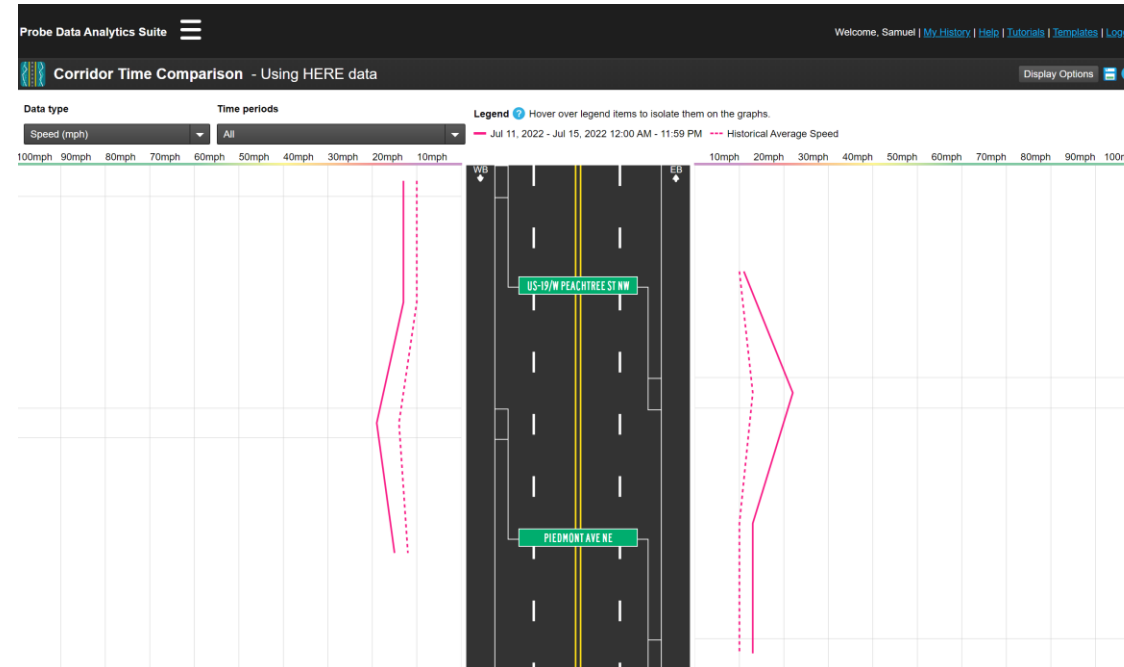 Probe Data Analytics Suite
Welcome, Samuel | My History | Help | Tutorials | Templates |
Corridor Time Comparison - Using HERE data
Display Options
Data type
Time periods
Legend ? Hover over legend items to isolate them on the graphs.
Speed (mph)
All
Jul 11, 2022 - Jul 15, 2022 12:00 AM - 11:59 PM
Historical Average Speed
100mph 90mph 80mph 70mph 60mph 50mph 40mph 30mph 20mph 10mph
10mph 20mph 30mph 40mph 50mph 60mph 70mph 80mph 90mph
WB
EB
US-19/W PEACHTREE ST NW
PIEDMONT AVE NE